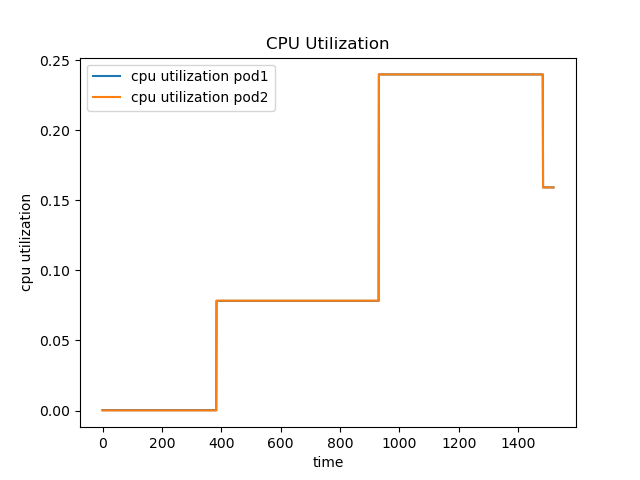 CPU Utilization
cpu utilization pod1
cpu utilization pod2
0.25
0.20
0.15
0.10
0.05
0.00
cpu utilization
0 200 400 600 800 1000 1200 1400
time